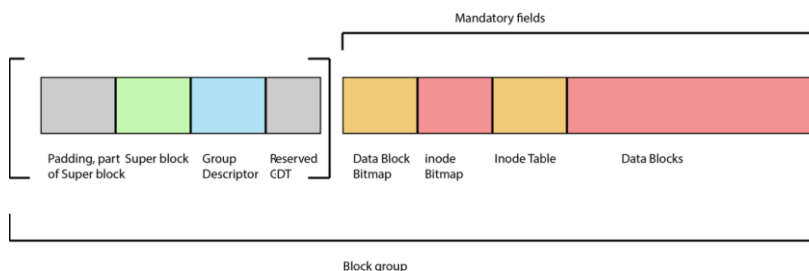 Mandatory fields
Padding, part
of Super block
Super block
Group
Descriptor
Reserved
GDT
Data Block
Bitmap
inode
Bitmap
Inode Table
Data Blocks
Block group